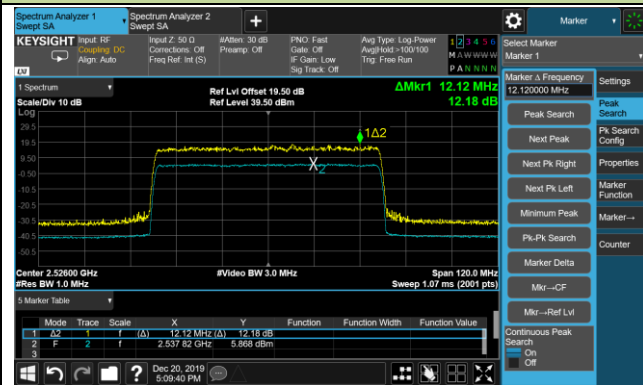 Spectrum Analyzer 1
Swept SA
Spectrum Analyzer 2
Swept SA
+
Marker
KEYSIGHT
Input: RF
Coupling: DC
Align: Auto
Input Z: 50 Ω
Corrections: Off
Freq Ref: Int (S)
#Atten: 30 dB
Preamp: Off
PNO: Fast
Gate: Off
IF Gain: Low
Sig Track: Off
Avg Type: Log-Power
Avg|Hold:>100/100
Trig: Free Run
1 2 3 4 5 6
M A W W W W
P A N N N N
LXI
Select Marker
Marker 1
Marker Δ Frequency
12.120000 MHz
Settings
1 Spectrum
Scale/Div 10 dB
Ref Lvl Offset 19.50 dB
Ref Level 39.50 dBm
ΔMkr1 12.12 MHz
12.18 dB
Log
29.5
19.5
9.50
-0.50
-10.5
-20.5
-30.5
-40.5
-50.5
1Δ2
X2
Center 2.52600 GHz
#Res BW 1.0 MHz
#Video BW 3.0 MHz
Span 120.0 MHz
Sweep 1.07 ms (2001 pts)
Peak Search
Next Peak
Next Pk Right
Next Pk Left
Minimum Peak
Pk-Pk Search
Marker Delta
Mkr→CF
Mkr→Ref Lvl
Continuous Peak
Search
On
Off
Peak
Search
Pk Search
Config
Properties
Marker
Function
Marker→
Counter
5 Marker Table
Mode Trace Scale X Y Function Function Width Function Value
1 Δ2 1 f (Δ) 12.12 MHz (Δ) 12.18 dB
2 F 2 f 2.537 82 GHz 5.868 dBm
3
?
Dec 20, 2019
5:09:40 PM